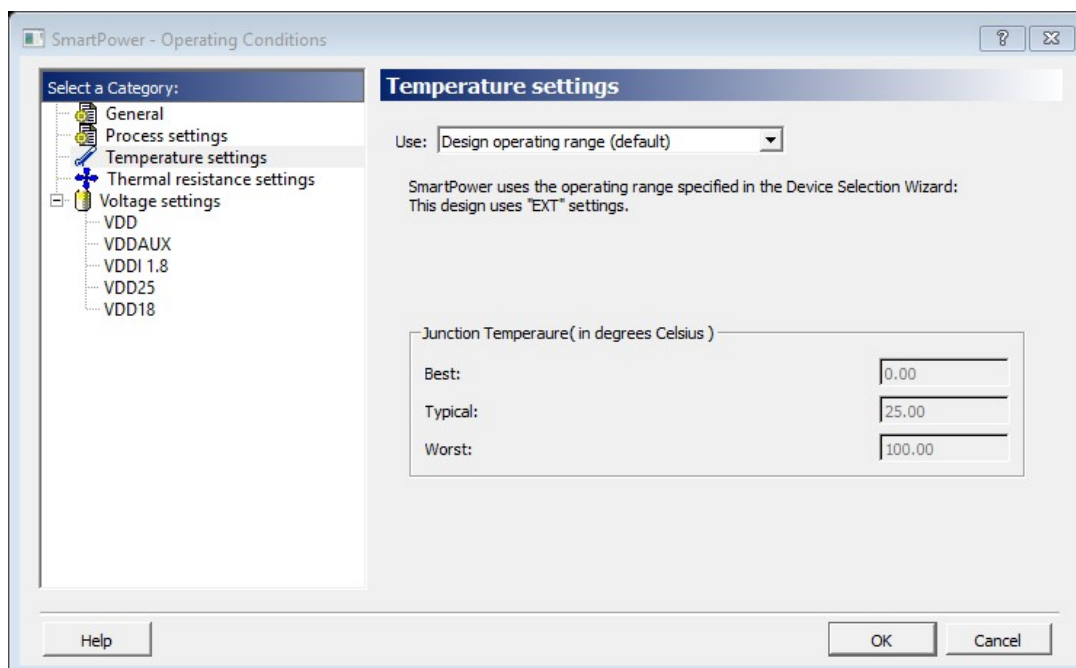 SmartPower - Operating Conditions
Select a Category:
General
Process settings
Temperature settings
Thermal resistance settings
Voltage settings
VDD
VDDAUX
VDDI 1.8
VDD25
VDD18
Temperature settings
Use: Design operating range (default)
SmartPower uses the operating range specified in the Device Selection Wizard:
This design uses "EXT" settings.
Junction Temperaure( in degrees Celsius )
Best: 0.00
Typical: 25.00
Worst: 100.00
Help OK Cancel